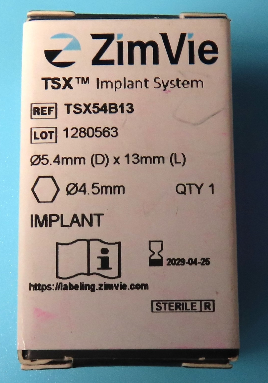 ZimVie
TSX™ Implant System
REF TSX54B13
LOT 1280563
Ø5.4mm (D) x 13mm (L)
Ø4.5mm QTY 1
IMPLANT
2029-04-25
https://labeling.zimvie.com
STERILE R